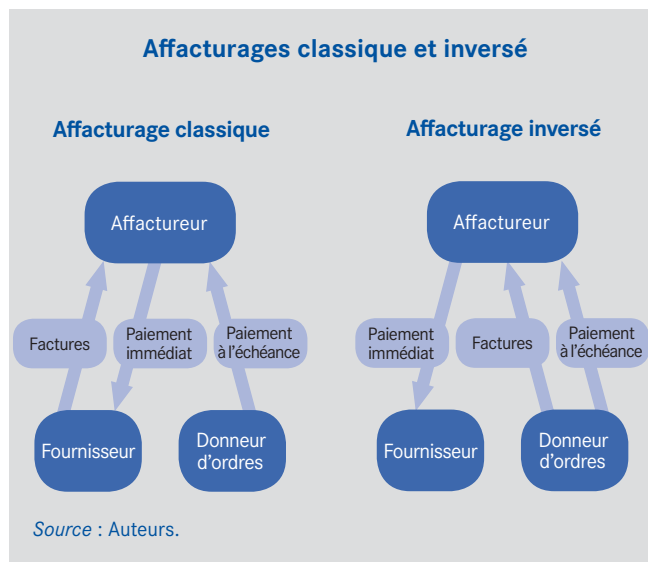 Affacturages classique et inversé
Affacturage classique
Affactureur
Factures
Paiement
immédiat
Paiement
à l'échéance
Fournisseur
Donneur
d'ordres
Affacturage inversé
Affactureur
Paiement
immédiat
Factures
Paiement
à l'échéance
Fournisseur
Donneur
d'ordres
Source : Auteurs.